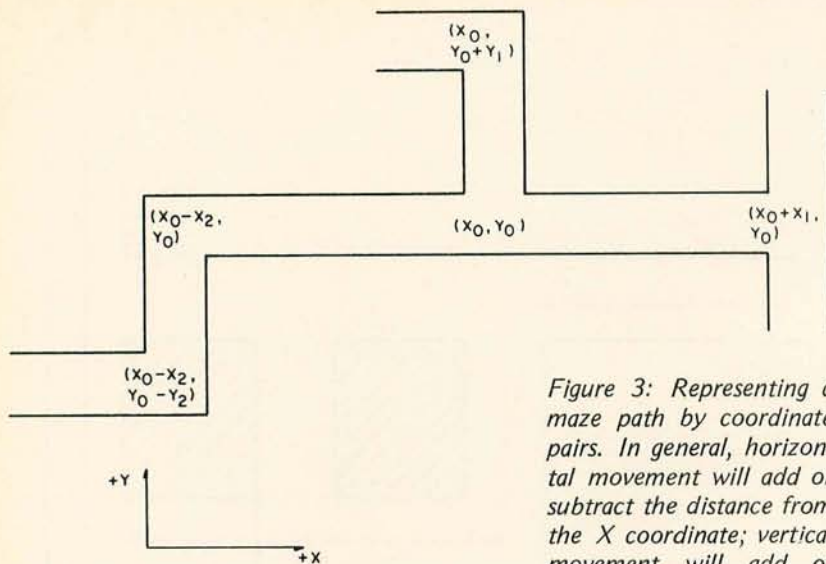 (X₀,
Y₀+Y₁)
(X₀-X₂,
Y₀)
(X₀,Y₀)
(X₀+X₁,
Y₀)
(X₀-X₂,
Y₀-Y₂)
+Y
+X
Figure 3: Representing a
maze path by coordinate
pairs. In general, horizon-
tal movement will add or
subtract the distance from
the X coordinate; vertical
movement will add or